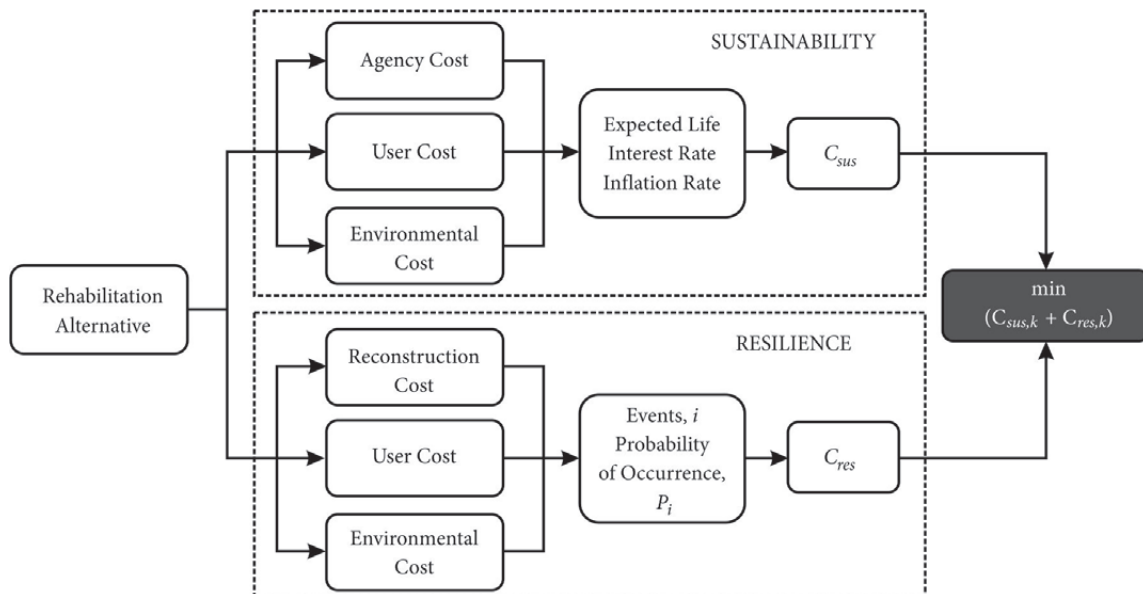 SUSTAINABILITY
Agency Cost
User Cost
Environmental
Cost
Expected Life
Interest Rate
Inflation Rate
C_sus
Rehabilitation
Alternative
min
(C_sus,k + C_res,k)
RESILIENCE
Reconstruction
Cost
User Cost
Environmental
Cost
Events, i
Probability
of Occurrence,
P_i
C_res